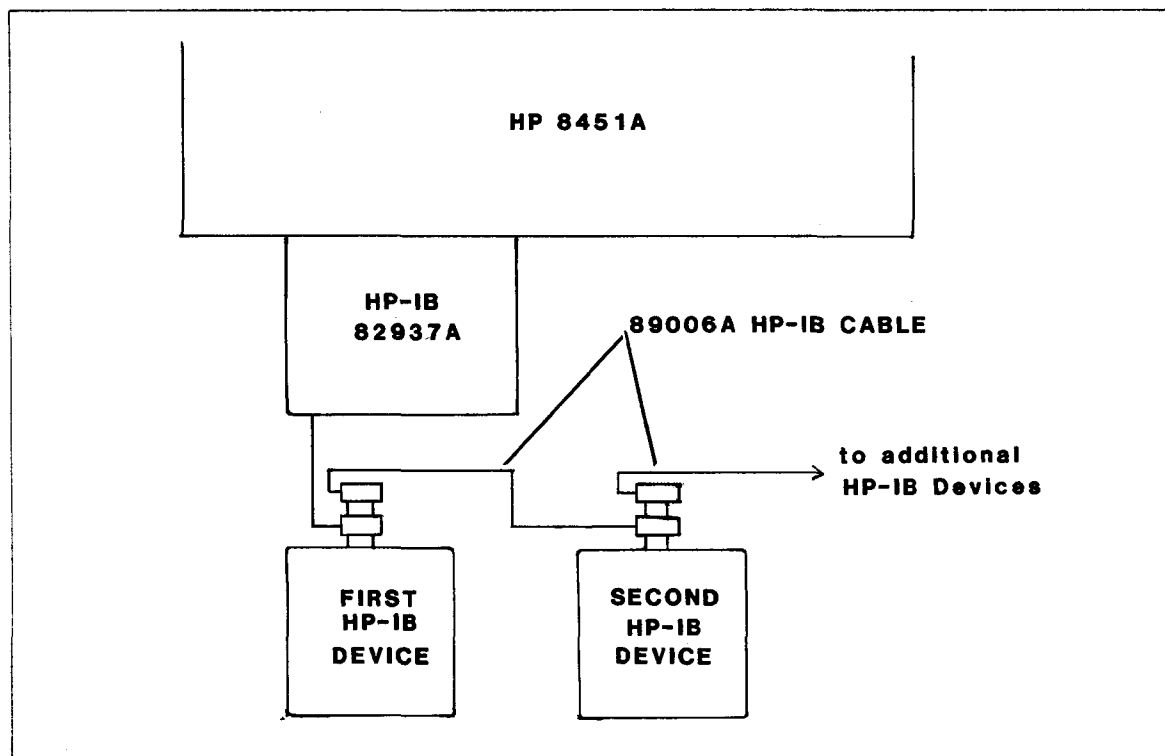 HP 8451A
HP-IB
82937A
89006A HP-IB CABLE
to additional
HP-IB Devices
FIRST
HP-IB
DEVICE
SECOND
HP-IB
DEVICE